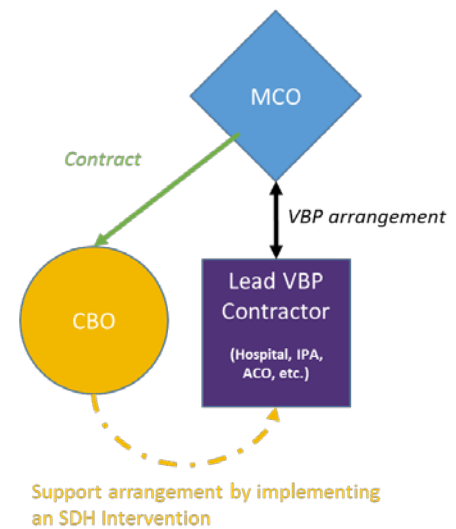 MCO
Contract
VBP arrangement
CBO
Lead VBP
Contractor
(Hospital, IPA,
ACO, etc.)
Support arrangement by implementing
an SDH Intervention